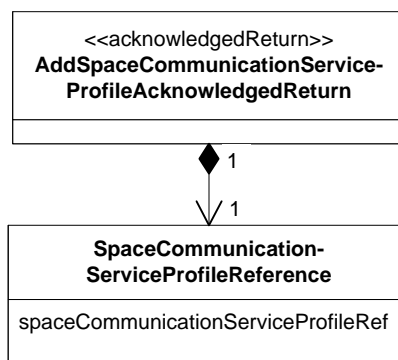 <<acknowledgedReturn>>
AddSpaceCommunicationService-
ProfileAcknowledgedReturn
1
1
SpaceCommunication-
ServiceProfileReference
spaceCommunicationServiceProfileRef